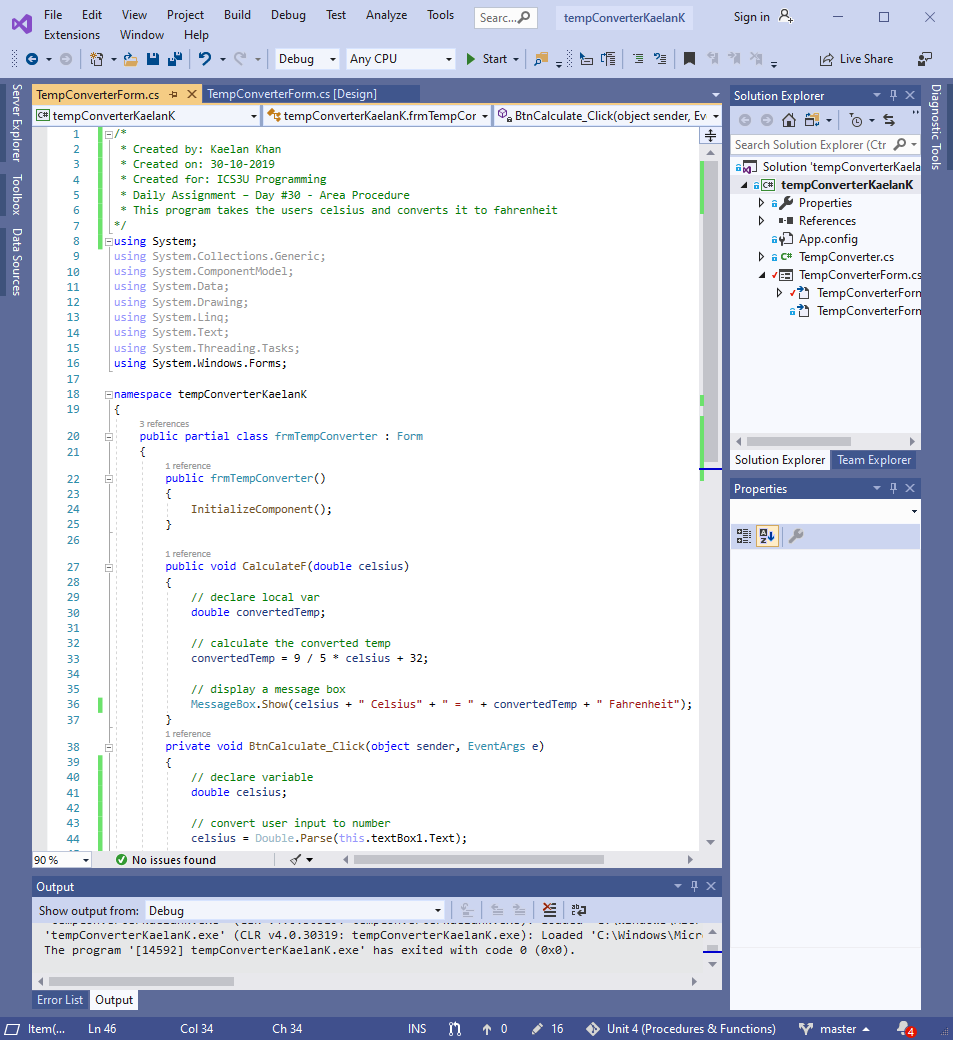 File Edit View Project Build Debug Test Analyze Tools Searc... tempConverterKaelanK Sign in
Extensions Window Help
Debug Any CPU Start Live Share
Server Explorer
Toolbox
Data Sources
TempConverterForm.cs TempConverterForm.cs [Design]
C# tempConverterKaelanK tempConverterKaelanK.frmTempCor BtnCalculate_Click(object sender, Ev
1 /*
2 * Created by: Kaelan Khan
3 * Created on: 30-10-2019
4 * Created for: ICS3U Programming
5 * Daily Assignment – Day #30 - Area Procedure
6 * This program takes the users celsius and converts it to fahrenheit
7 */
8 using System;
9 using System.Collections.Generic;
10 using System.ComponentModel;
11 using System.Data;
12 using System.Drawing;
13 using System.Linq;
14 using System.Text;
15 using System.Threading.Tasks;
16 using System.Windows.Forms;
17
18 namespace tempConverterKaelanK
19 {
3 references
20 public partial class frmTempConverter : Form
21 {
1 reference
22 public frmTempConverter()
23 {
24 InitializeComponent();
25 }
26
1 reference
27 public void CalculateF(double celsius)
28 {
29 // declare local var
30 double convertedTemp;
31
32 // calculate the converted temp
33 convertedTemp = 9 / 5 * celsius + 32;
34
35 // display a message box
36 MessageBox.Show(celsius + " Celsius" + " = " + convertedTemp + " Fahrenheit");
37 }
1 reference
38 private void BtnCalculate_Click(object sender, EventArgs e)
39 {
40 // declare variable
41 double celsius;
42
43 // convert user input to number
44 celsius = Double.Parse(this.textBox1.Text);
90 % No issues found
Output
Show output from: Debug
'tempConverterKaelanK.exe' (CLR v4.0.30319: tempConverterKaelanK.exe): Loaded 'C:\Windows\Micr
The program '[14592] tempConverterKaelanK.exe' has exited with code 0 (0x0).
Error List Output
Solution Explorer
Search Solution Explorer (Ctr
Solution 'tempConverterKaela
C# tempConverterKaelanK
Properties
References
App.config
C# TempConverter.cs
TempConverterForm.cs
TempConverterForn
TempConverterForn
Solution Explorer Team Explorer
Properties
Diagnostic Tools
Item(... Ln 46 Col 34 Ch 34 INS 0 16 Unit 4 (Procedures & Functions) master 4